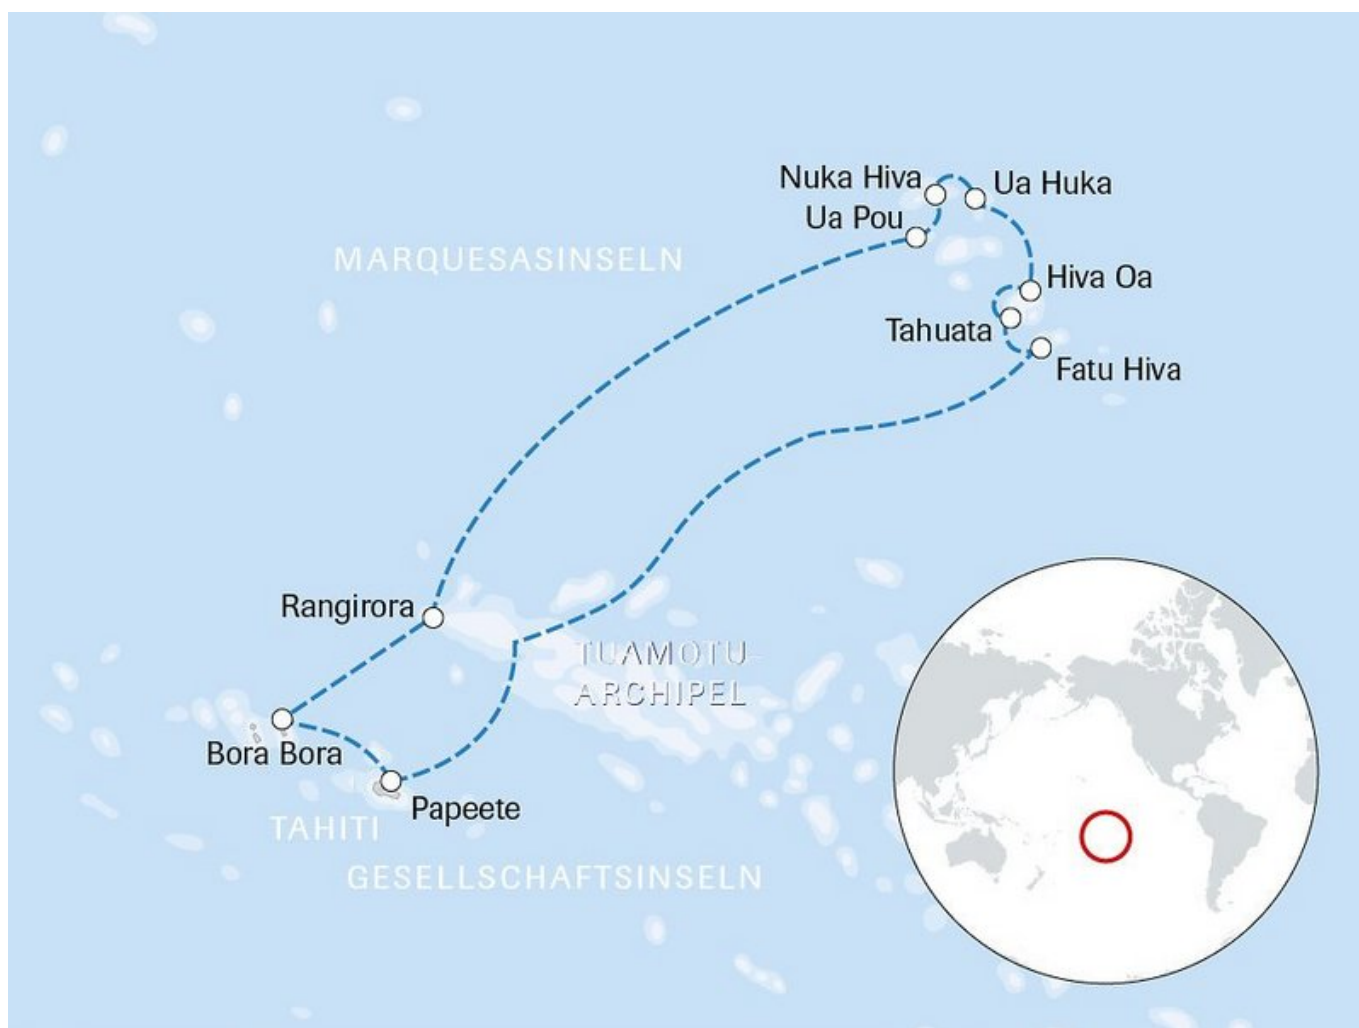 Nuka Hiva
Ua Huka
Ua Pou
MARQUESASINSELN
Hiva Oa
Tahuata
Fatu Hiva
Rangirora
TUAMOTU-
ARCHIPEL
Bora Bora
Papeete
TAHITI
GESELLSCHAFTSINSELN